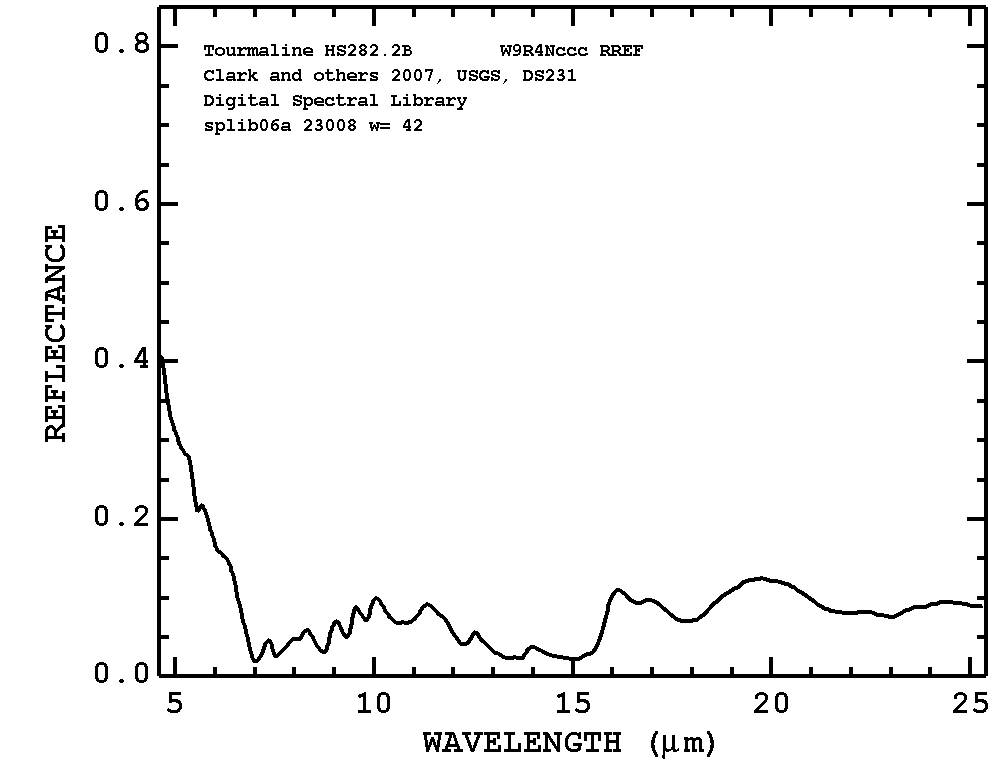 Tourmaline HS282.2B W9R4Nccc RREF
Clark and others 2007, USGS, DS231
Digital Spectral Library
splib06a 23008 w= 42
0.8
0.6
0.4
0.2
0.0
REFLECTANCE
5 10 15 20 25
WAVELENGTH (μm)